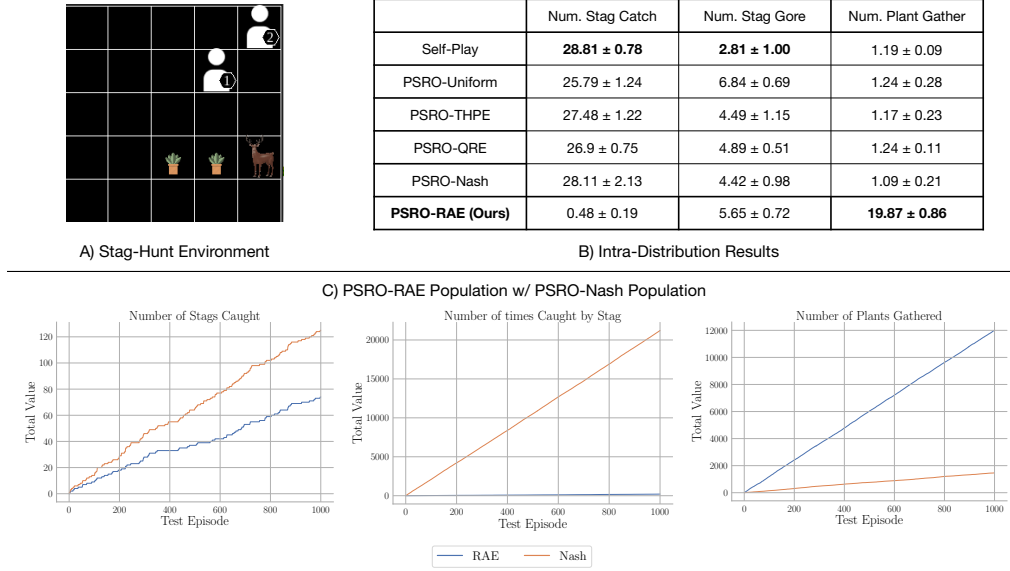 2
1
A) Stag-Hunt Environment
Num. Stag Catch Num. Stag Gore Num. Plant Gather
Self-Play 28.81 ± 0.78 2.81 ± 1.00 1.19 ± 0.09
PSRO-Uniform 25.79 ± 1.24 6.84 ± 0.69 1.24 ± 0.28
PSRO-THPE 27.48 ± 1.22 4.49 ± 1.15 1.17 ± 0.23
PSRO-QRE 26.9 ± 0.75 4.89 ± 0.51 1.24 ± 0.11
PSRO-Nash 28.11 ± 2.13 4.42 ± 0.98 1.09 ± 0.21
PSRO-RAE (Ours) 0.48 ± 0.19 5.65 ± 0.72 19.87 ± 0.86
B) Intra-Distribution Results
C) PSRO-RAE Population w/ PSRO-Nash Population
Number of Stags Caught
Total Value
120
100
80
60
40
20
0
0 200 400 600 800 1000
Test Episode
Number of times Caught by Stag
Total Value
20000
15000
10000
5000
0
0 200 400 600 800 1000
Test Episode
Number of Plants Gathered
Total Value
12000
10000
8000
6000
4000
2000
0
0 200 400 600 800 1000
Test Episode
RAE Nash